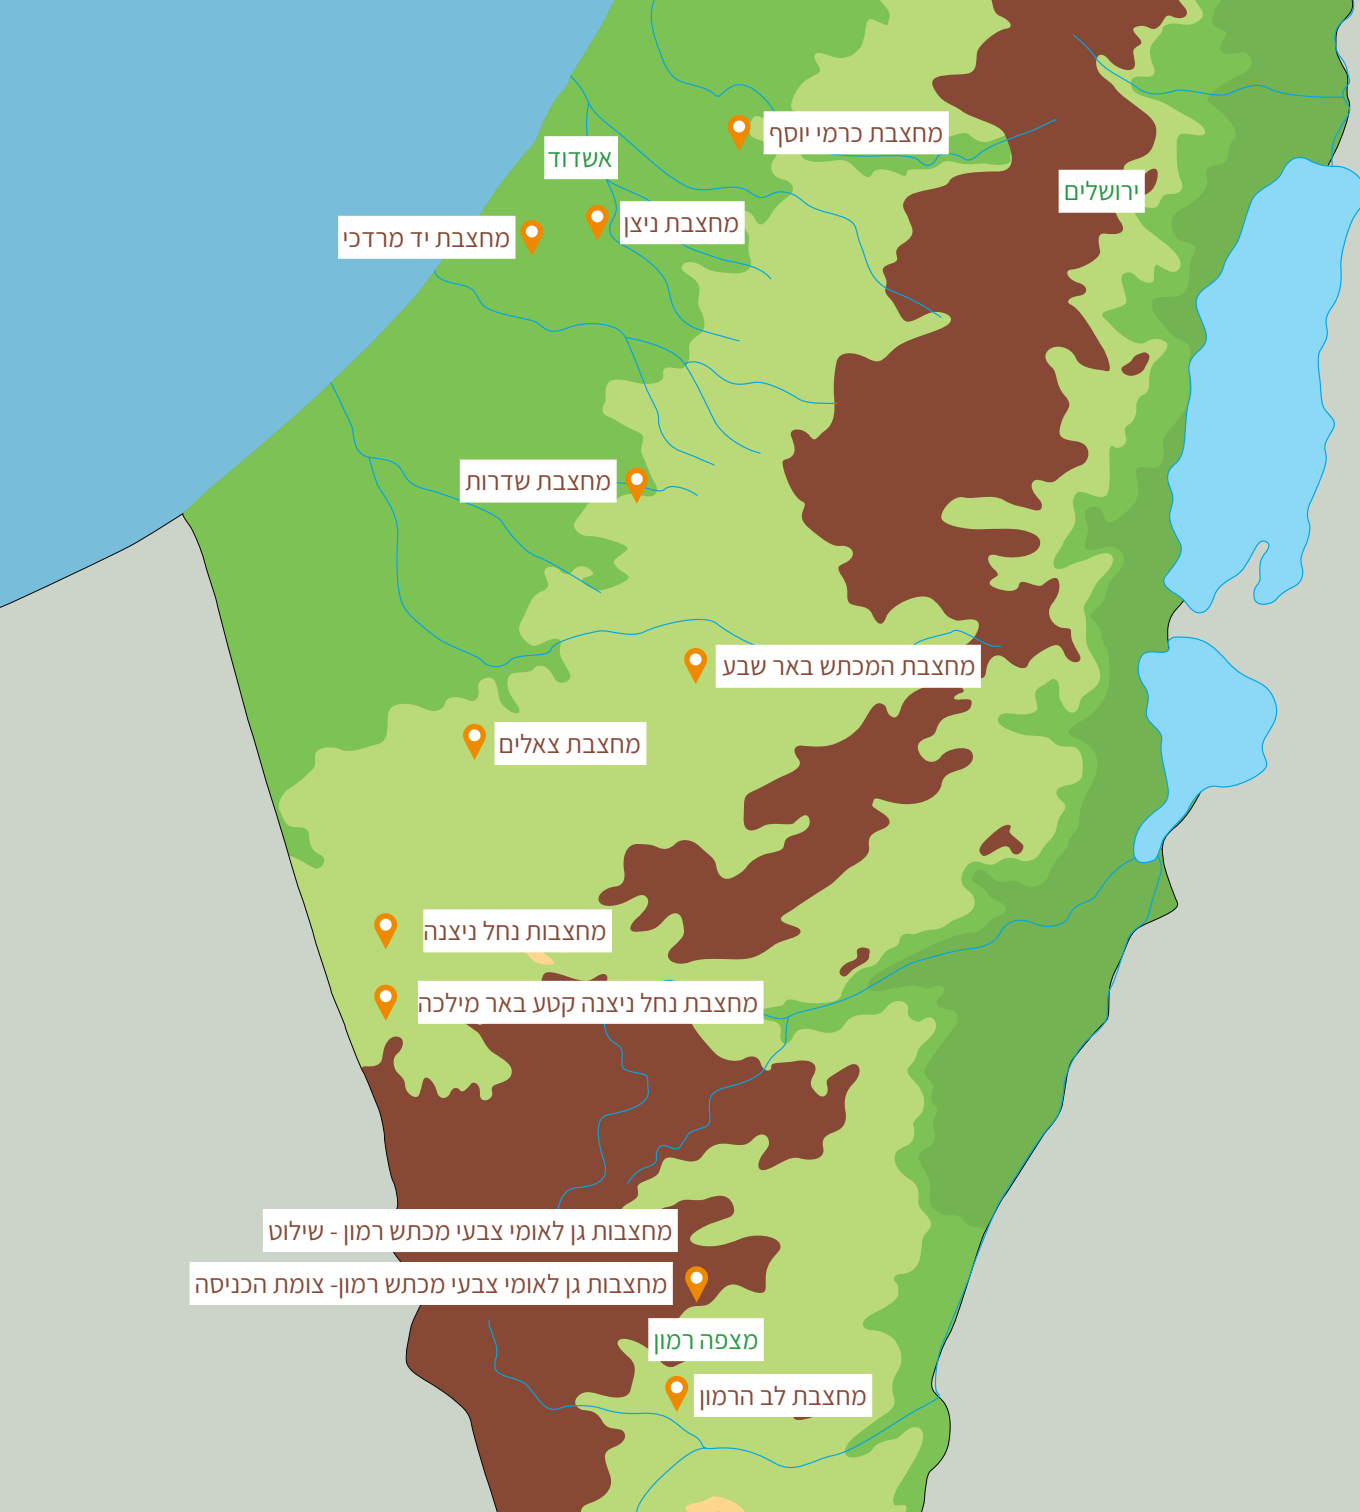 מחצבת כרמי יוסף
אשדוד
ירושלים
מחצבת ניצן
מחצבת יד מרדכי
מחצבת שדרות
מחצבת המכתש באר שבע
מחצבת צאלים
מחצבות נחל ניצנה
מחצבת נחל ניצנה קטע באר מילכה
מחצבות גן לאומי צבעי מכתש רמון - שילוט
מחצבות גן לאומי צבעי מכתש רמון- צומת הכניסה
מצפה רמון
מחצבת לב הרמון